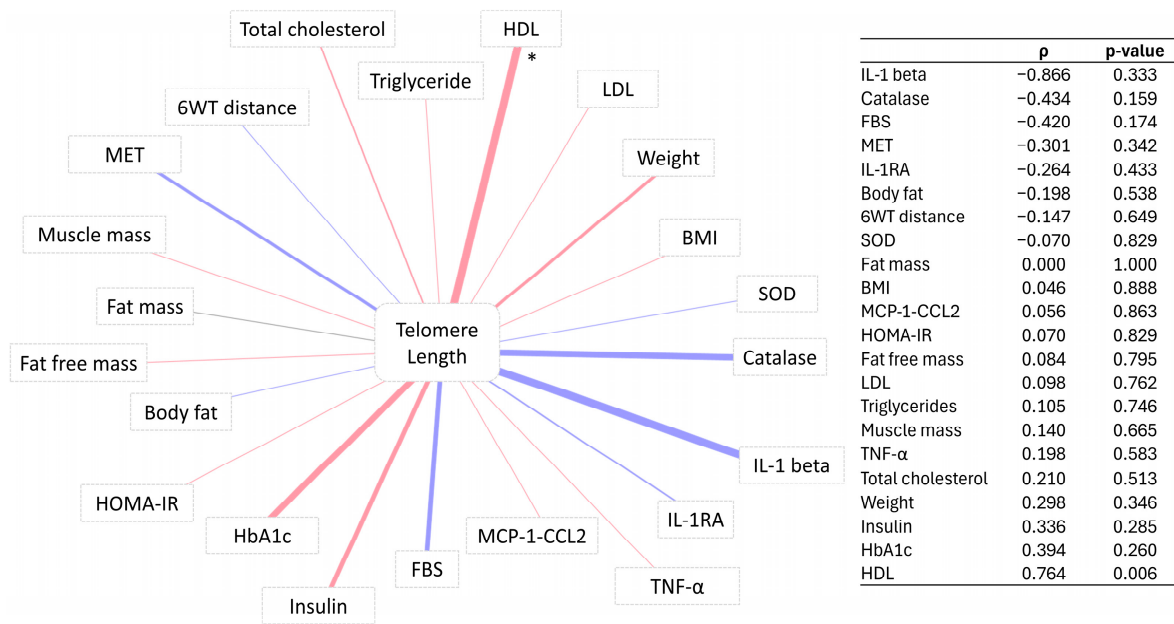 Total cholesterol
HDL
*
Triglyceride
LDL
6WT distance
MET
Weight
Muscle mass
BMI
Fat mass
SOD
Telomere
Length
Fat free mass
Catalase
Body fat
IL-1 beta
HOMA-IR
HbA1c
MCP-1-CCL2
IL-1RA
FBS
TNF-α
Insulin
ρ p-value
IL-1 beta −0.866 0.333
Catalase −0.434 0.159
FBS −0.420 0.174
MET −0.301 0.342
IL-1RA −0.264 0.433
Body fat −0.198 0.538
6WT distance −0.147 0.649
SOD −0.070 0.829
Fat mass 0.000 1.000
BMI 0.046 0.888
MCP-1-CCL2 0.056 0.863
HOMA-IR 0.070 0.829
Fat free mass 0.084 0.795
LDL 0.098 0.762
Triglycerides 0.105 0.746
Muscle mass 0.140 0.665
TNF-α 0.198 0.583
Total cholesterol 0.210 0.513
Weight 0.298 0.346
Insulin 0.336 0.285
HbA1c 0.394 0.260
HDL 0.764 0.006